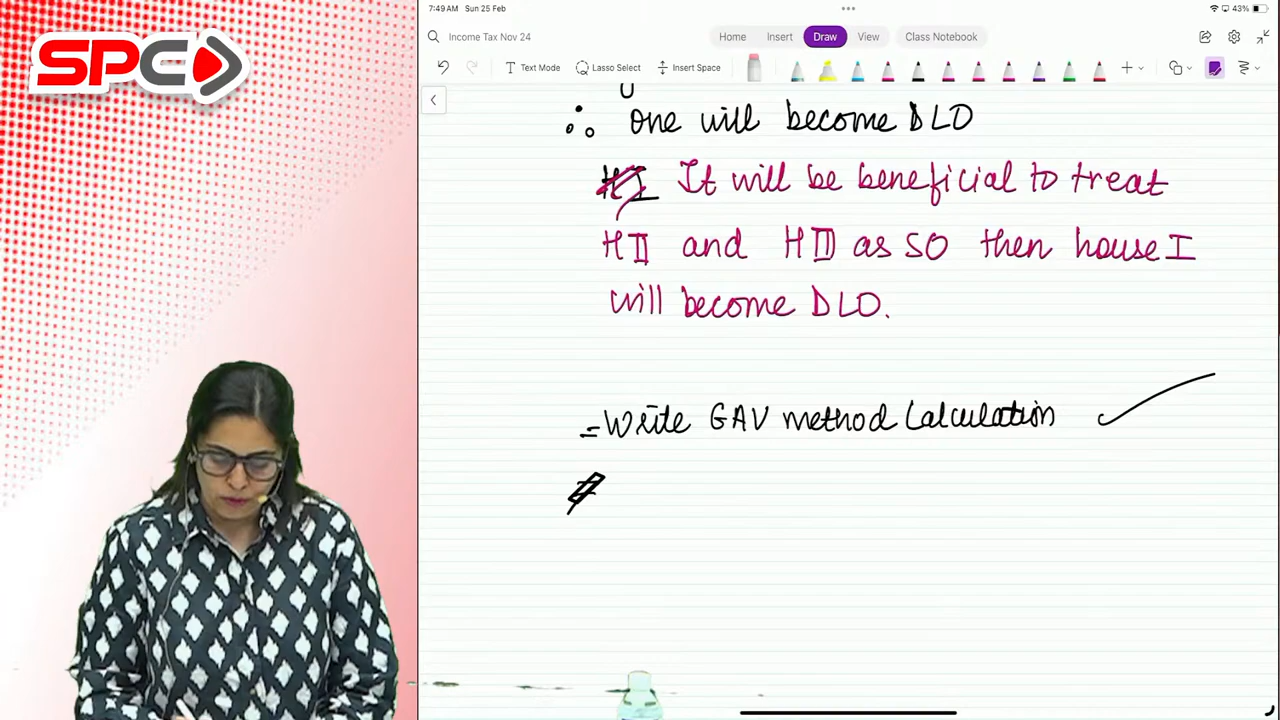 SPC
7:49 AM Sun 25 Feb
43%
Income Tax Nov 24
Home Insert Draw View Class Notebook
Text Mode Lasso Select Insert Space
∴ One will become DLO
It will be beneficial to treat
HII and HIII as SO then house I
will become DLO.
= Write GAV method Calculation